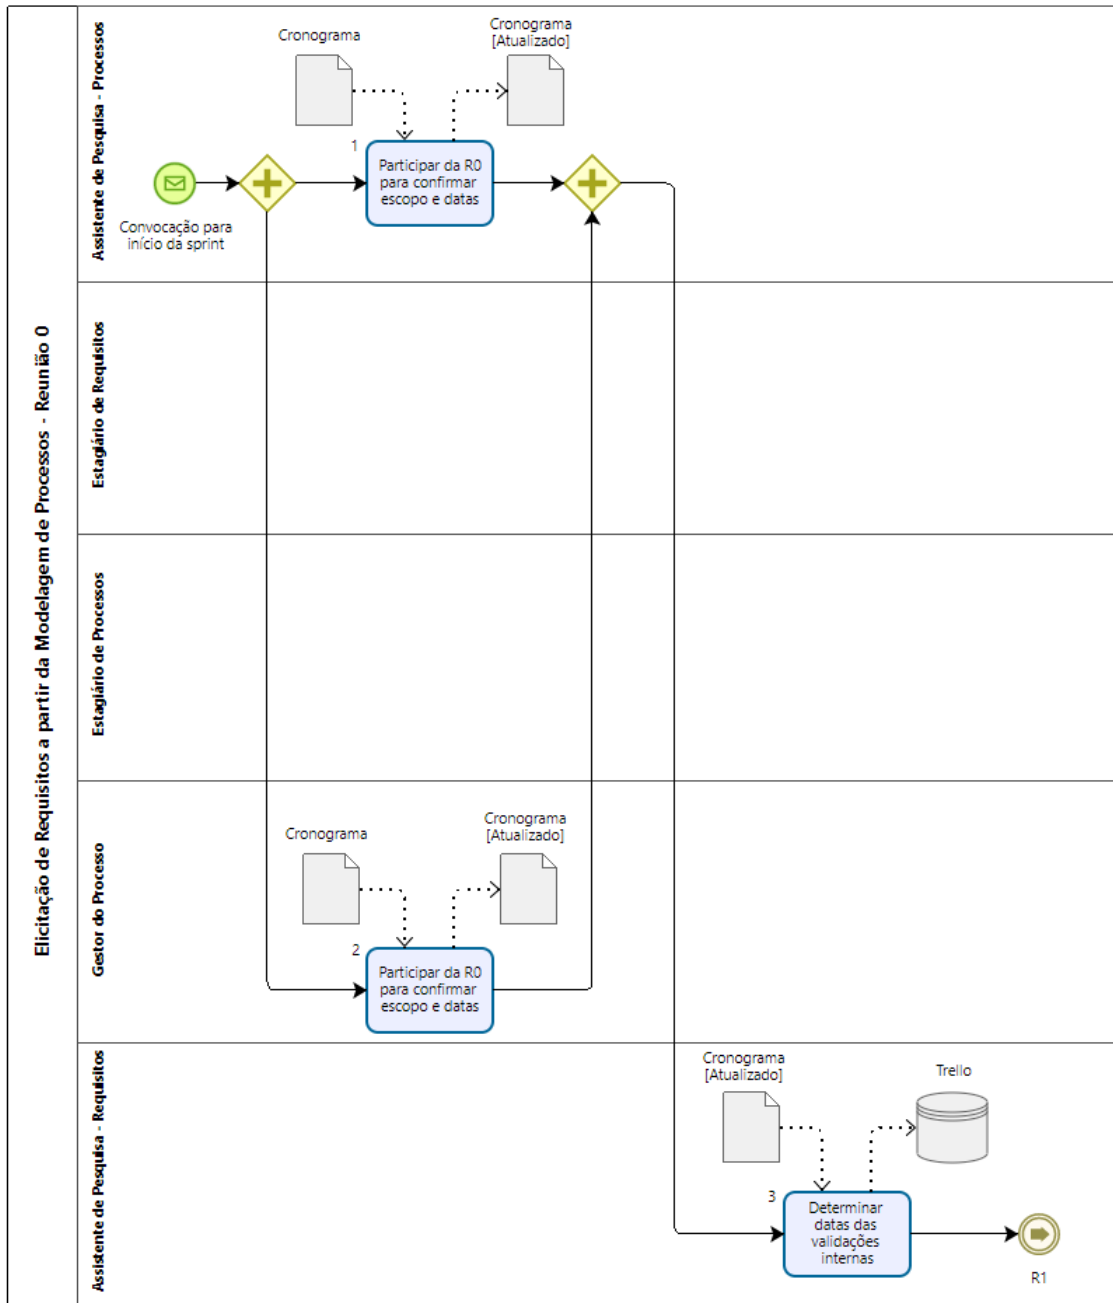 Elicitação de Requisitos a partir da Modelagem de Processos - Reunião 0
Assistente de Pesquisa - Processos
Cronograma
Cronograma
[Atualizado]
1
Participar da R0
para confirmar
escopo e datas
Convocação para
início da sprint
Estagiário de Requisitos
Estagiário de Processos
Gestor do Processo
Cronograma
Cronograma
[Atualizado]
2
Participar da R0
para confirmar
escopo e datas
Assistente de Pesquisa - Requisitos
Cronograma
[Atualizado]
Trello
3
Determinar
datas das
validações
internas
R1